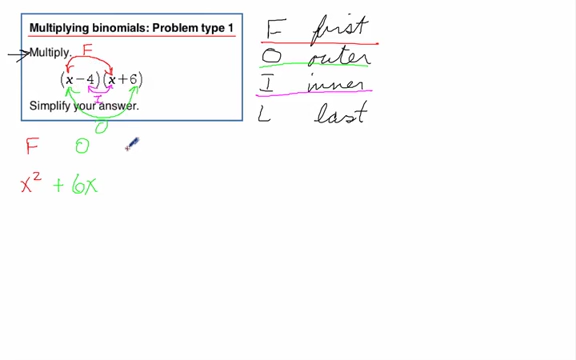 Multiplying binomials: Problem type 1
Multiply.
F
(x − 4)(x + 6)
I
Simplify your answer.
O
F first
O outer
I inner
L last
F O
x² + 6x